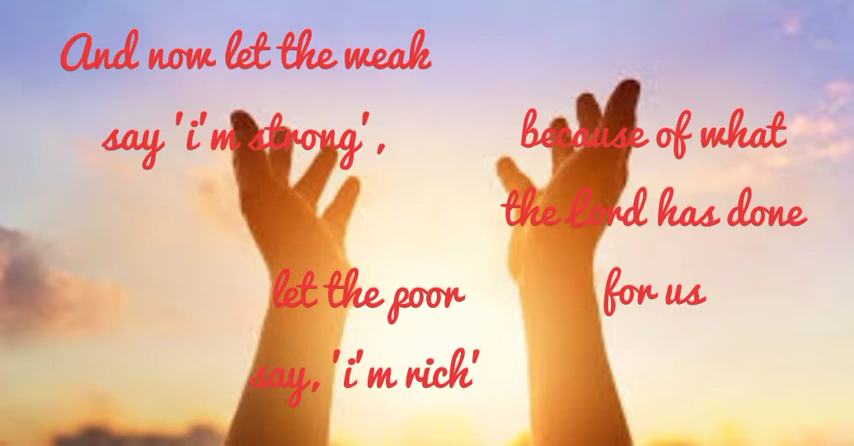 And now let the weak
say 'i'm strong',
let the poor
say, 'i'm rich'
because of what
the Lord has done
for us